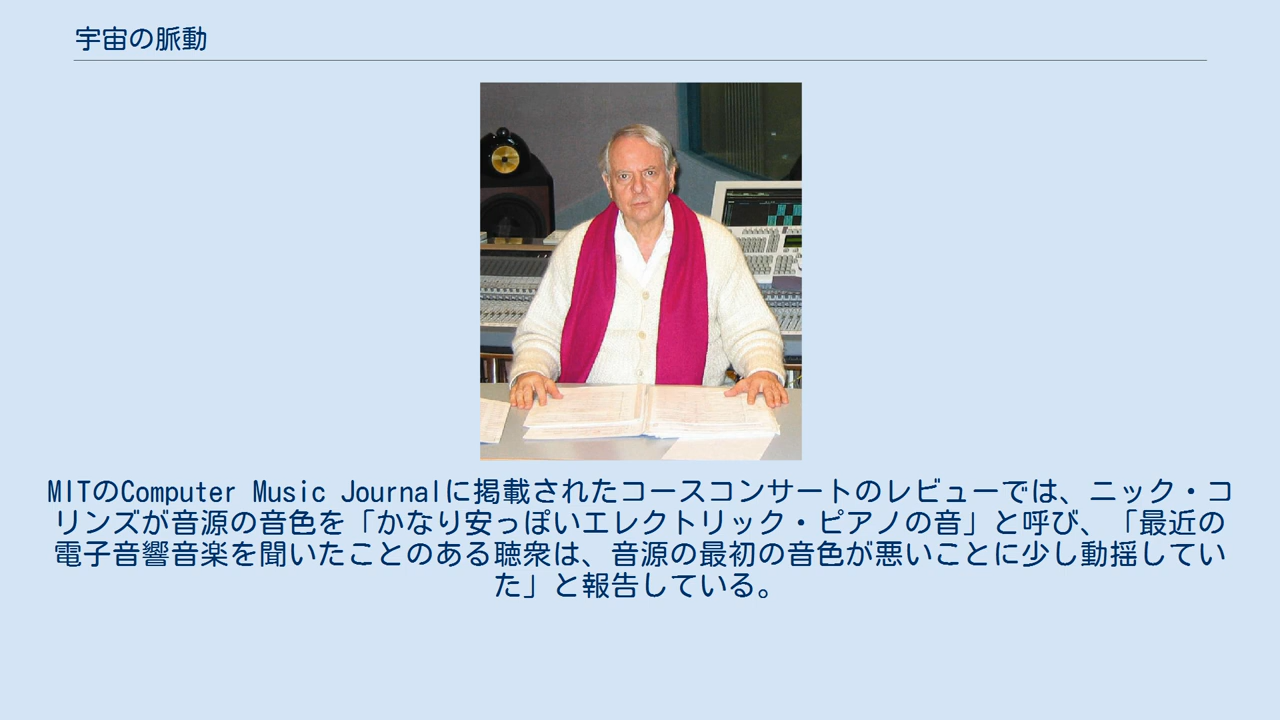 宇宙の脈動
MITのComputer Music Journalに掲載されたコースコンサートのレビューでは、ニック・コ
リンズが音源の音色を「かなり安っぽいエレクトリック・ピアノの音」と呼び、「最近の
電子音響音楽を聞いたことのある聴衆は、音源の最初の音色が悪いことに少し動揺してい
た」と報告している。